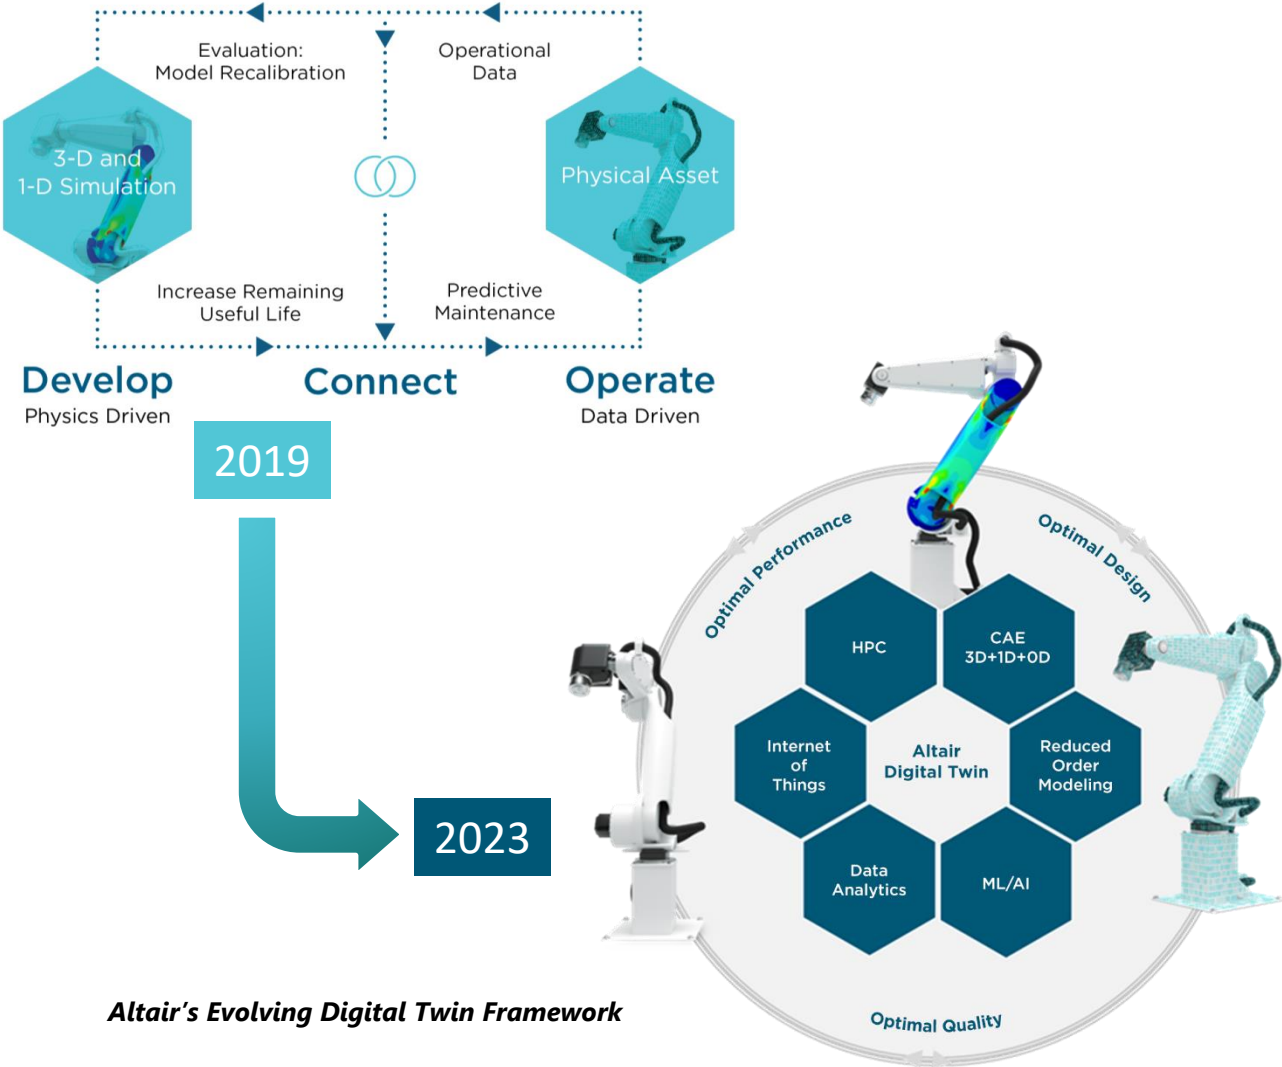 Evaluation:
Model Recalibration
Operational
Data
3-D and
1-D Simulation
Physical Asset
Increase Remaining
Useful Life
Predictive
Maintenance
Develop
Physics Driven
Connect
Operate
Data Driven
2019
2023
Optimal Performance
Optimal Design
HPC
CAE
3D+1D+0D
Internet
of
Things
Altair
Digital Twin
Reduced
Order
Modeling
Data
Analytics
ML/AI
Optimal Quality
Altair’s Evolving Digital Twin Framework